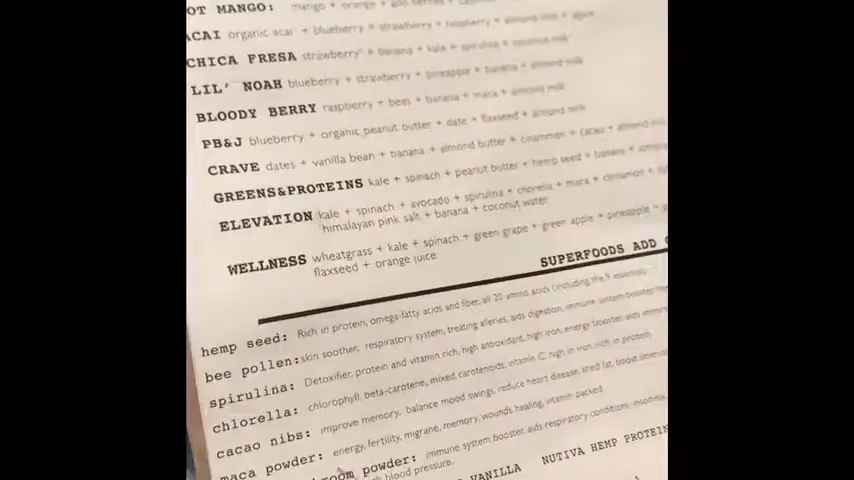 OT MANGO: mango + orange + goji berries +
ACAI organic acai + blueberry + strawberry + raspberry + almond milk + agave
CHICA FRESA strawberry + banana + kale + spirulina + coconut milk
LIL' NOAH blueberry + strawberry + pineapple + banana + almond milk
BLOODY BERRY raspberry + beet + banana + maca + almond milk
PB&J blueberry + organic peanut butter + date + flaxseed + almond milk
CRAVE dates + vanilla bean + banana + almond butter + cinammon + cacao + almond
GREENS&PROTEINS kale + spinach + peanut butter + hemp seed + banana +
ELEVATION kale + spinach + avocado + spirulina + chorella + maca + cinnamon +
himalayan pink salt + banana + coconut water
WELLNESS wheatgrass + kale + spinach + green grape + green apple + pineapple +
flaxseed + orange juice
SUPERFOODS ADD
hemp seed: Rich in protein, omega-fatty acids and fiber, all 20 amino acids (including the 9 essential)
bee pollen: skin soother, respiratory system, treating alleries, aids digestion, immune system booster
spirulina: Detoxifier, protein and vitamin rich, high antioxidant, high iron, energy booster, aids immune
chlorella: chlorophyll, beta-carotene, mixed carotenoids, vitamin C, high in iron, rich in protein
cacao nibs: improve memory, balance mood swings, reduce heart disease, shed fat, boost immune
maca powder: energy, fertility, migrane, memory, wounds healing, vitamin packed
room powder: immune system booster, aids respiratory conditions, insomnia,
blood pressure.
VANILLA NUTIVA HEMP PROTEIN